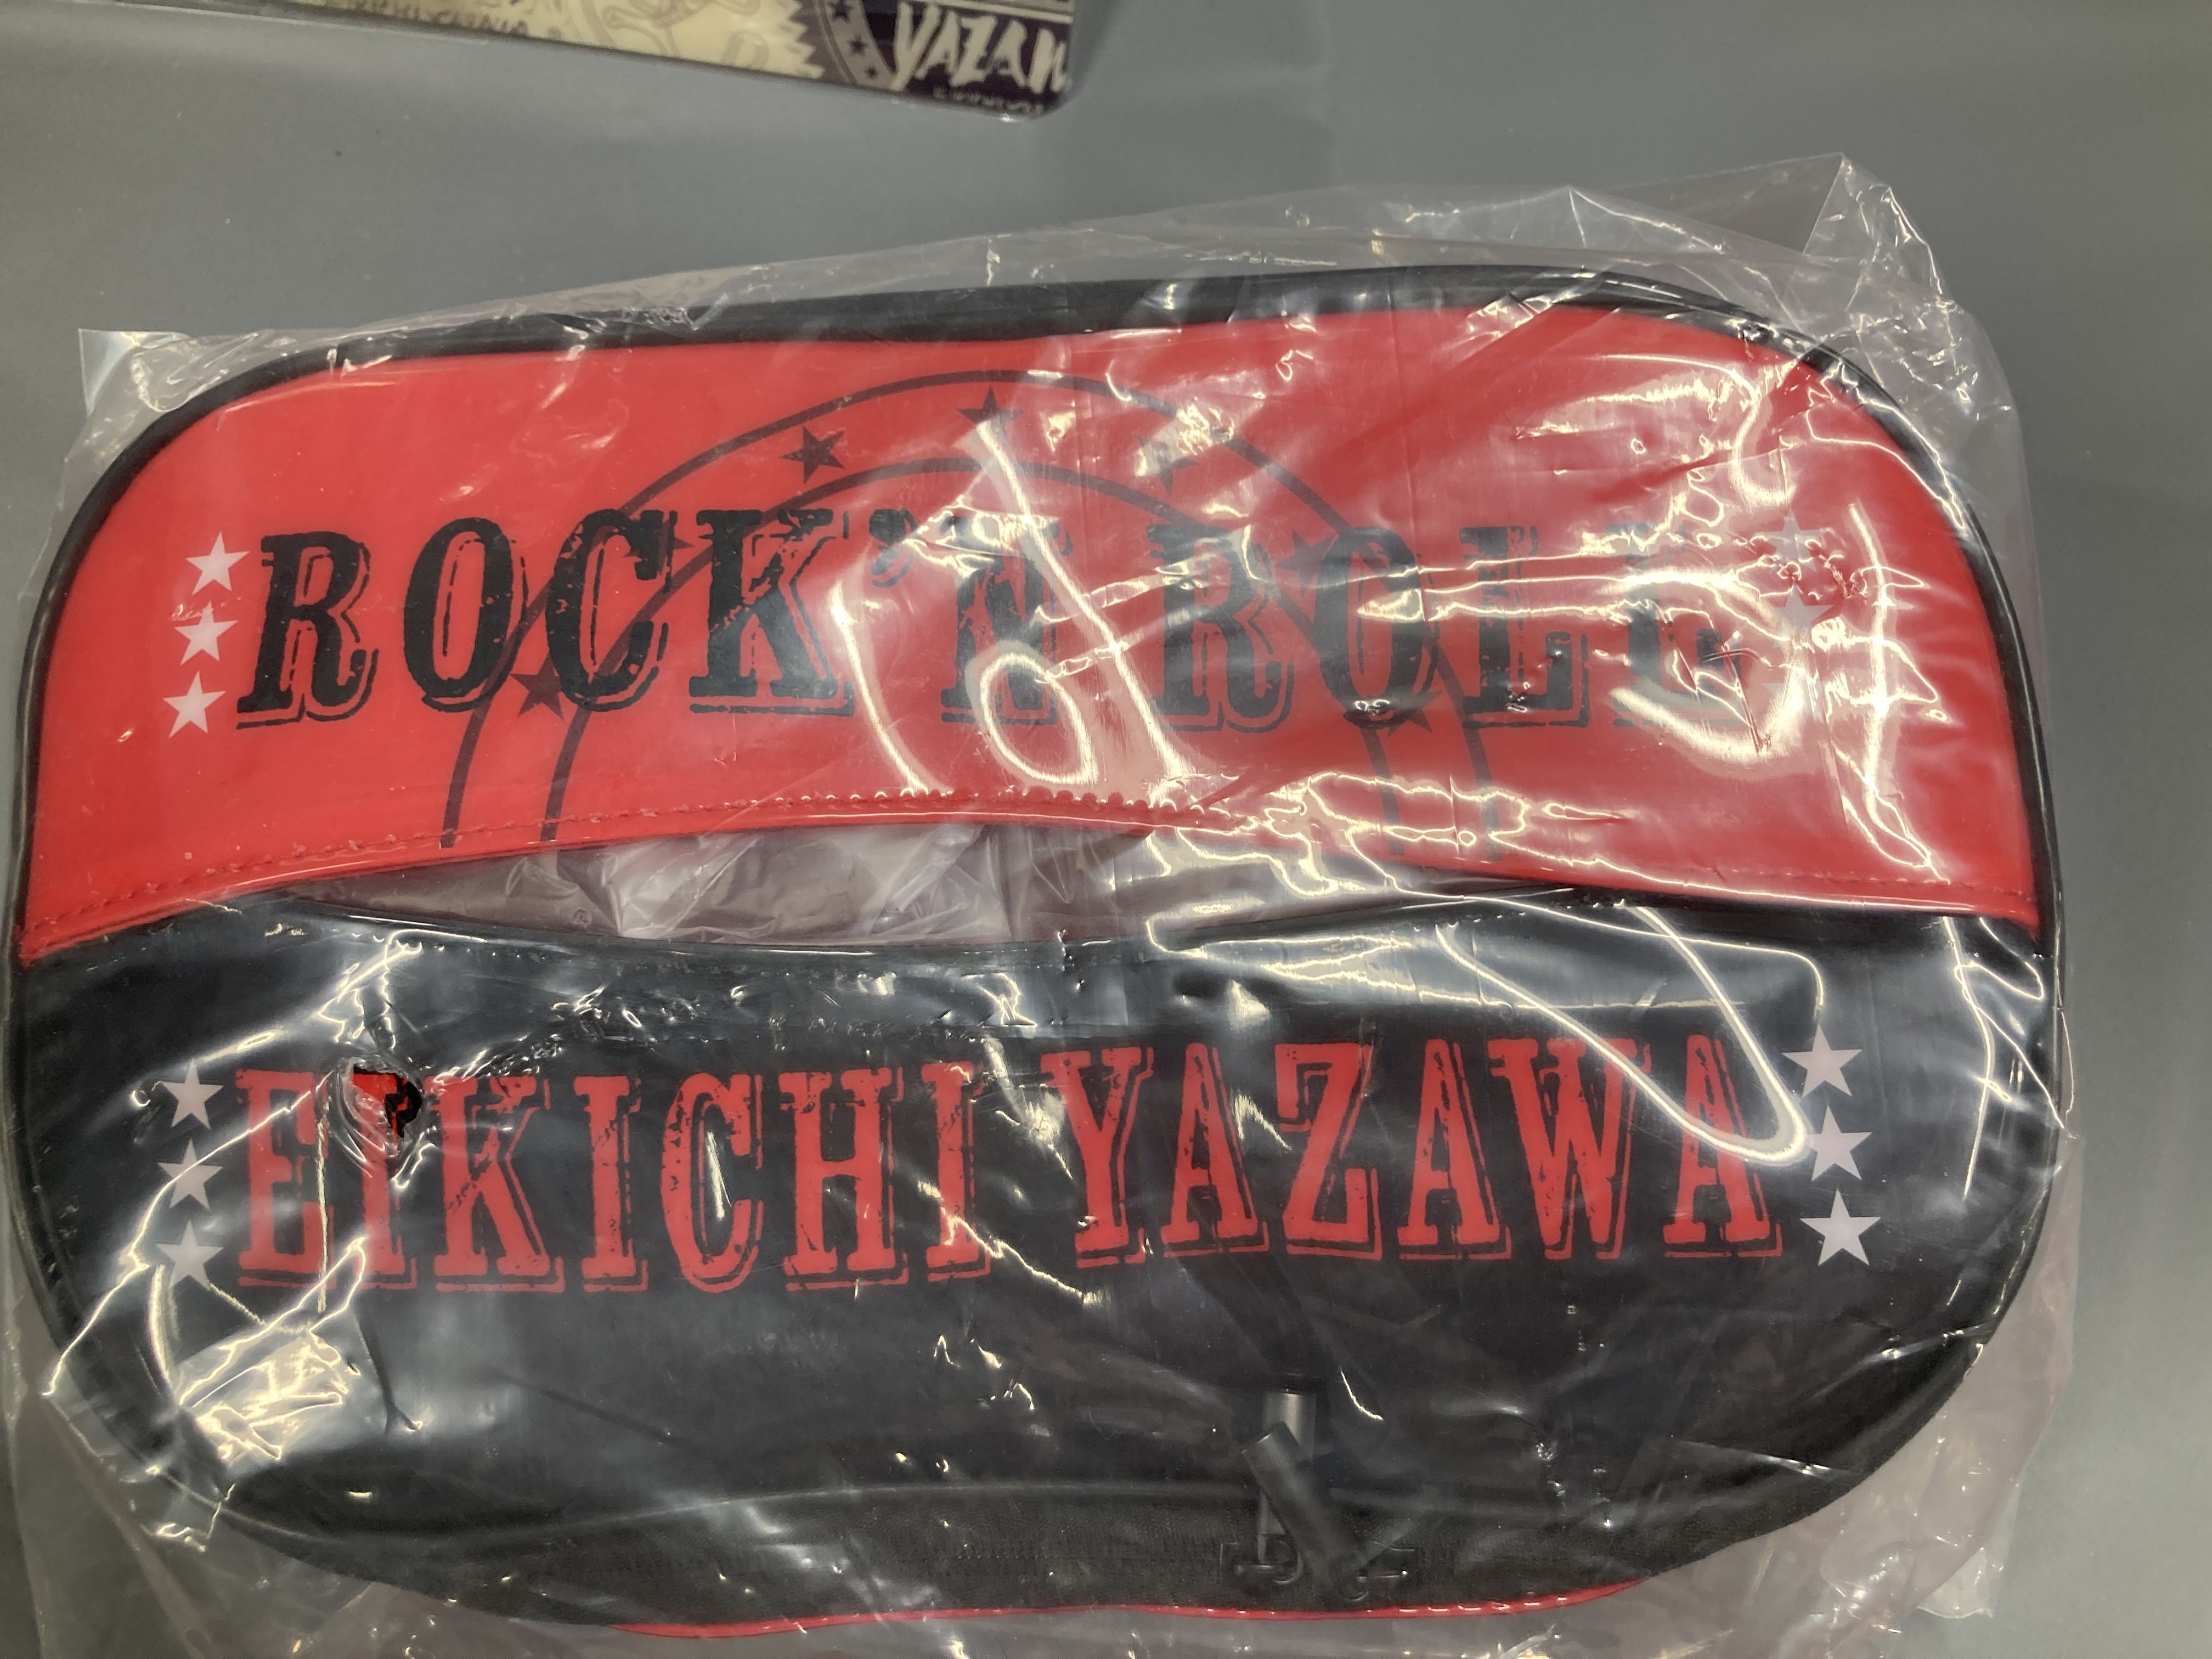 YAZAW
ROCK'N ROLL
EIKICHI YAZAWA